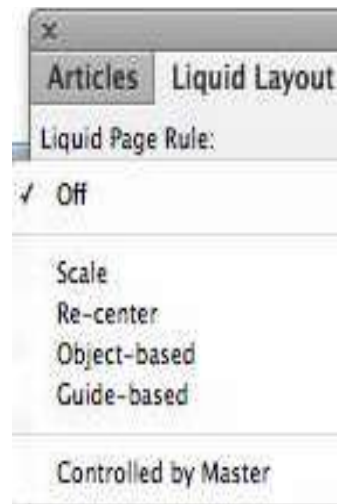 Articles Liquid Layout
Liquid Page Rule:
✓ Off
Scale
Re-center
Object-based
Guide-based
Controlled by Master